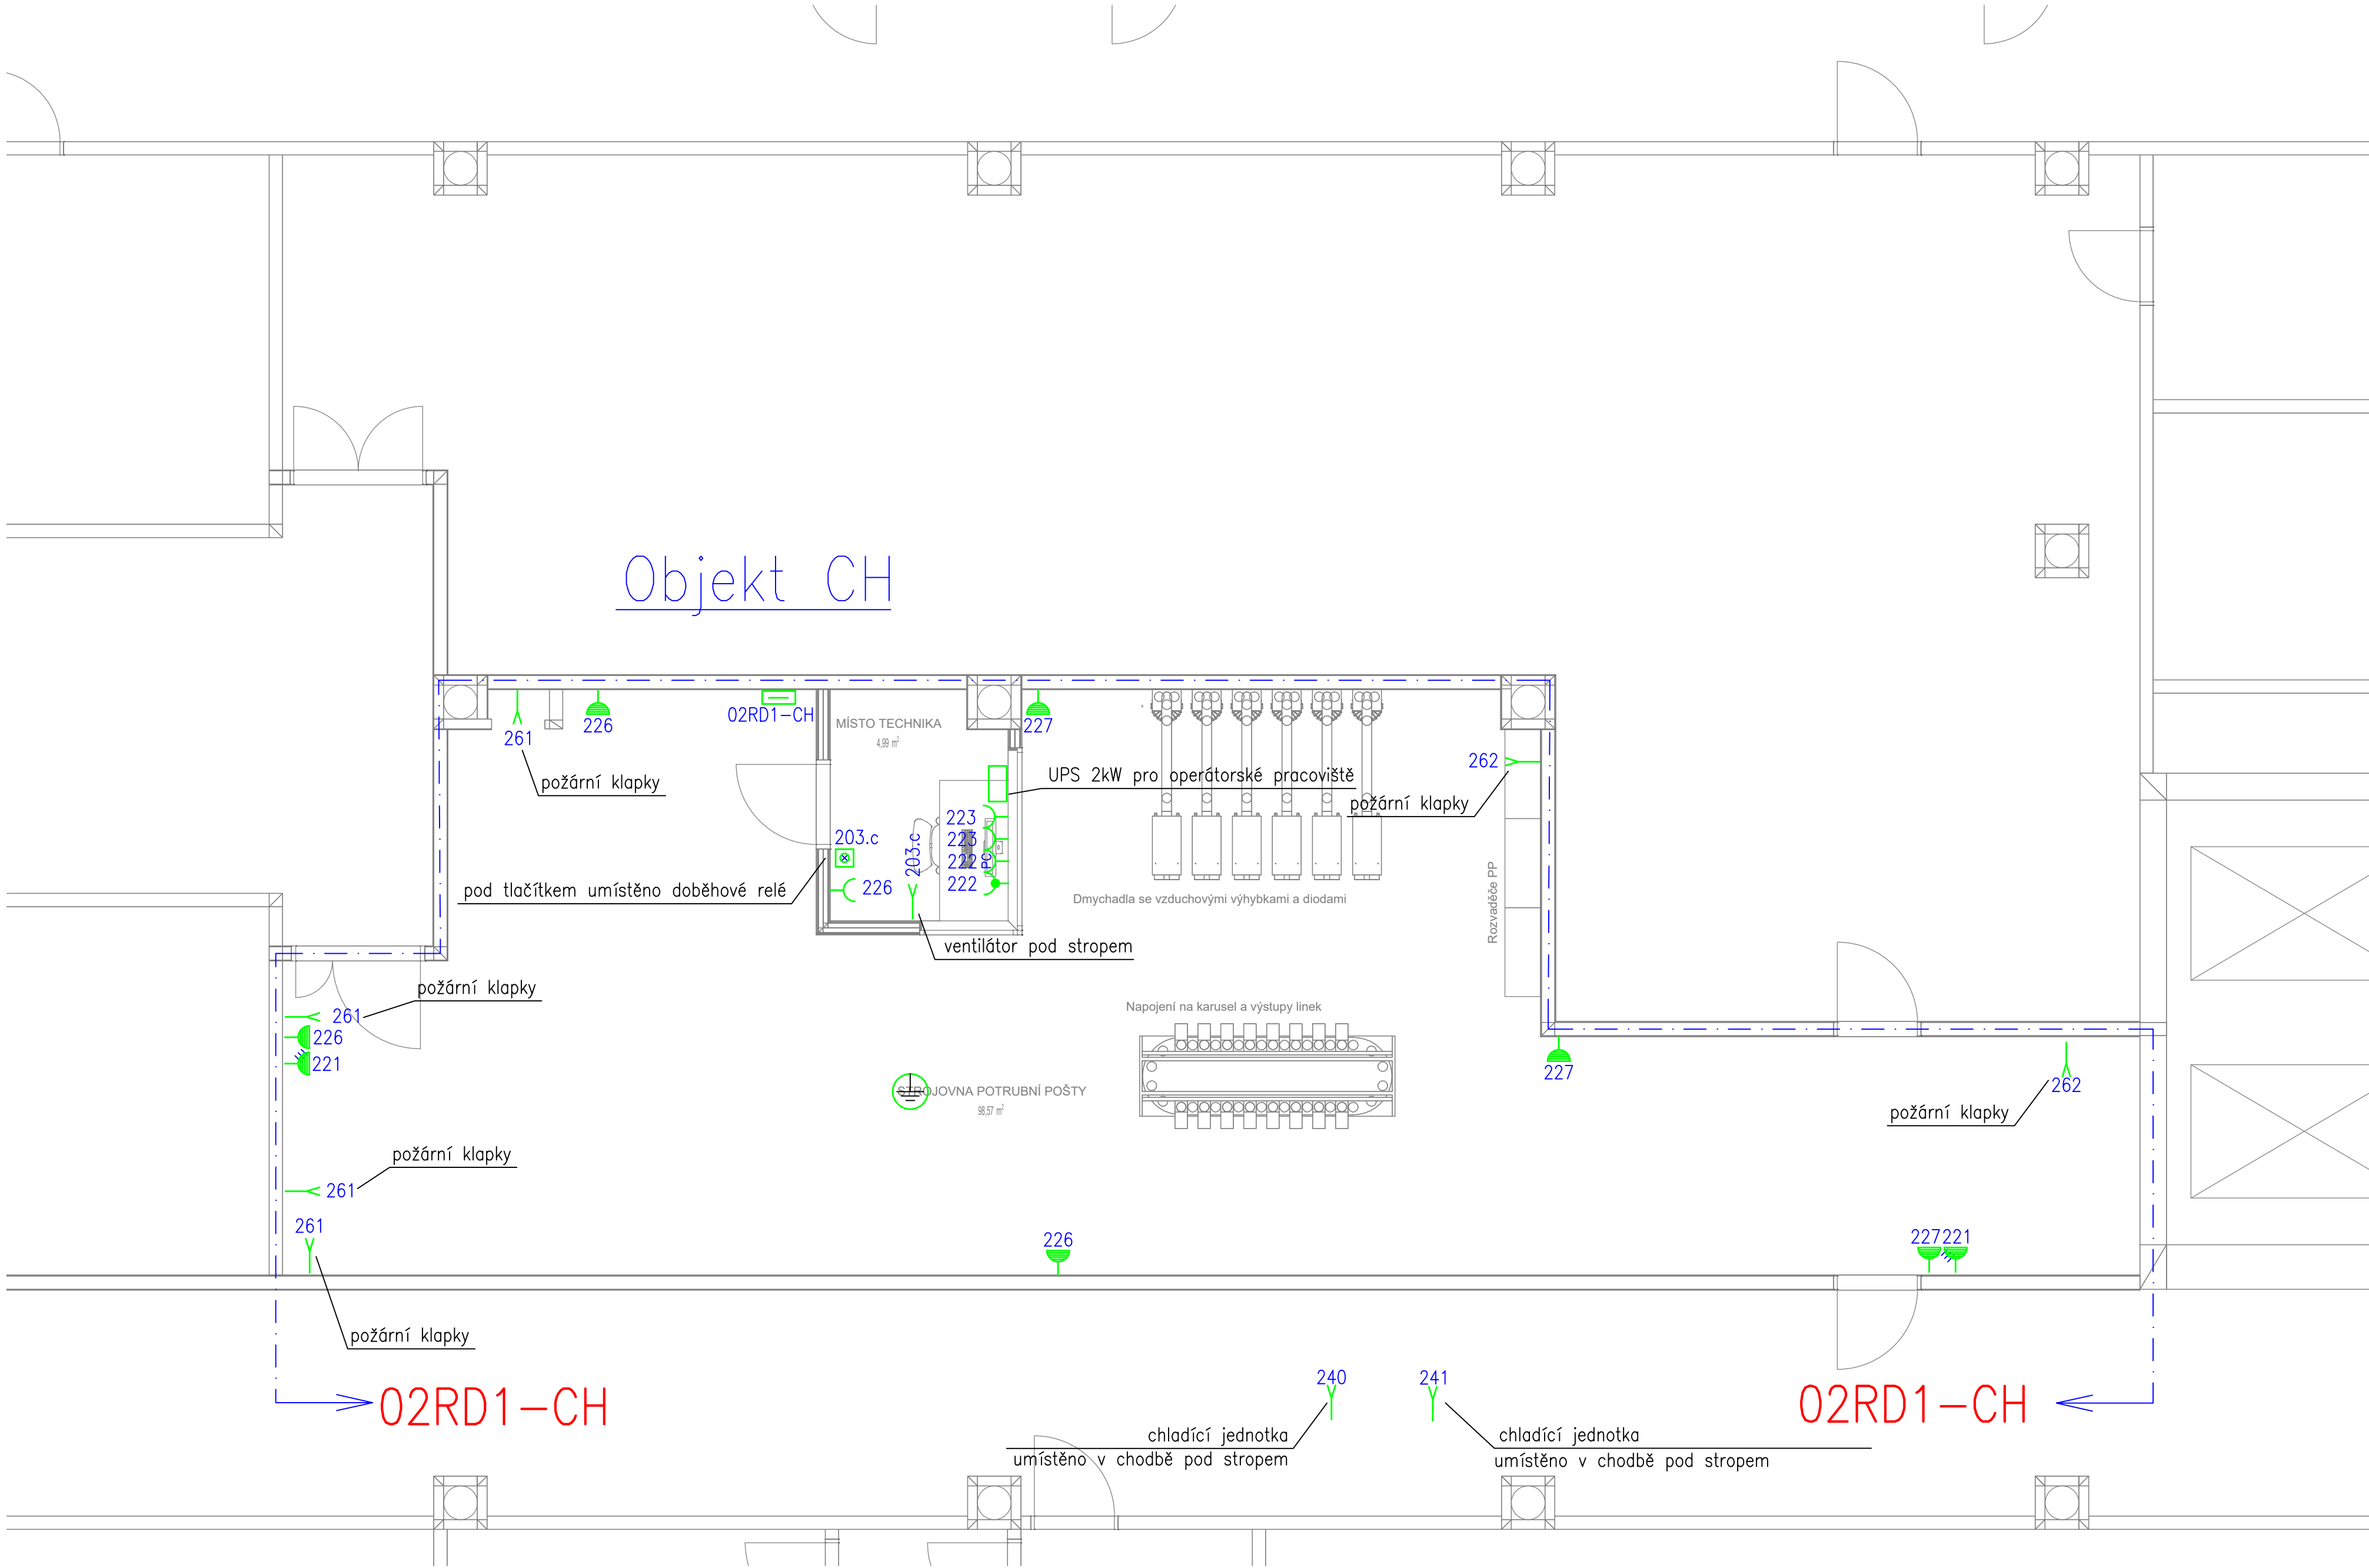 Objekt CH
261
226
02RD1-CH
MÍSTO TECHNIKA
4,99 m²
227
požární klapky
UPS 2kW pro operátorské pracoviště
262
požární klapky
223
203.c
203.c
223
222
PC
222
226
pod tlačítkem umístěno doběhové relé
Dmychadla se vzduchovými výhybkami a diodami
Rozvaděče PP
ventilátor pod stropem
požární klapky
261
226
221
Napojení na karusel a výstupy linek
227
262
STROJOVNA POTRUBNÍ POŠTY
98,57 m²
požární klapky
požární klapky
261
261
226
227
221
požární klapky
240
241
02RD1-CH
02RD1-CH
chladící jednotka
umístěno v chodbě pod stropem
chladící jednotka
umístěno v chodbě pod stropem